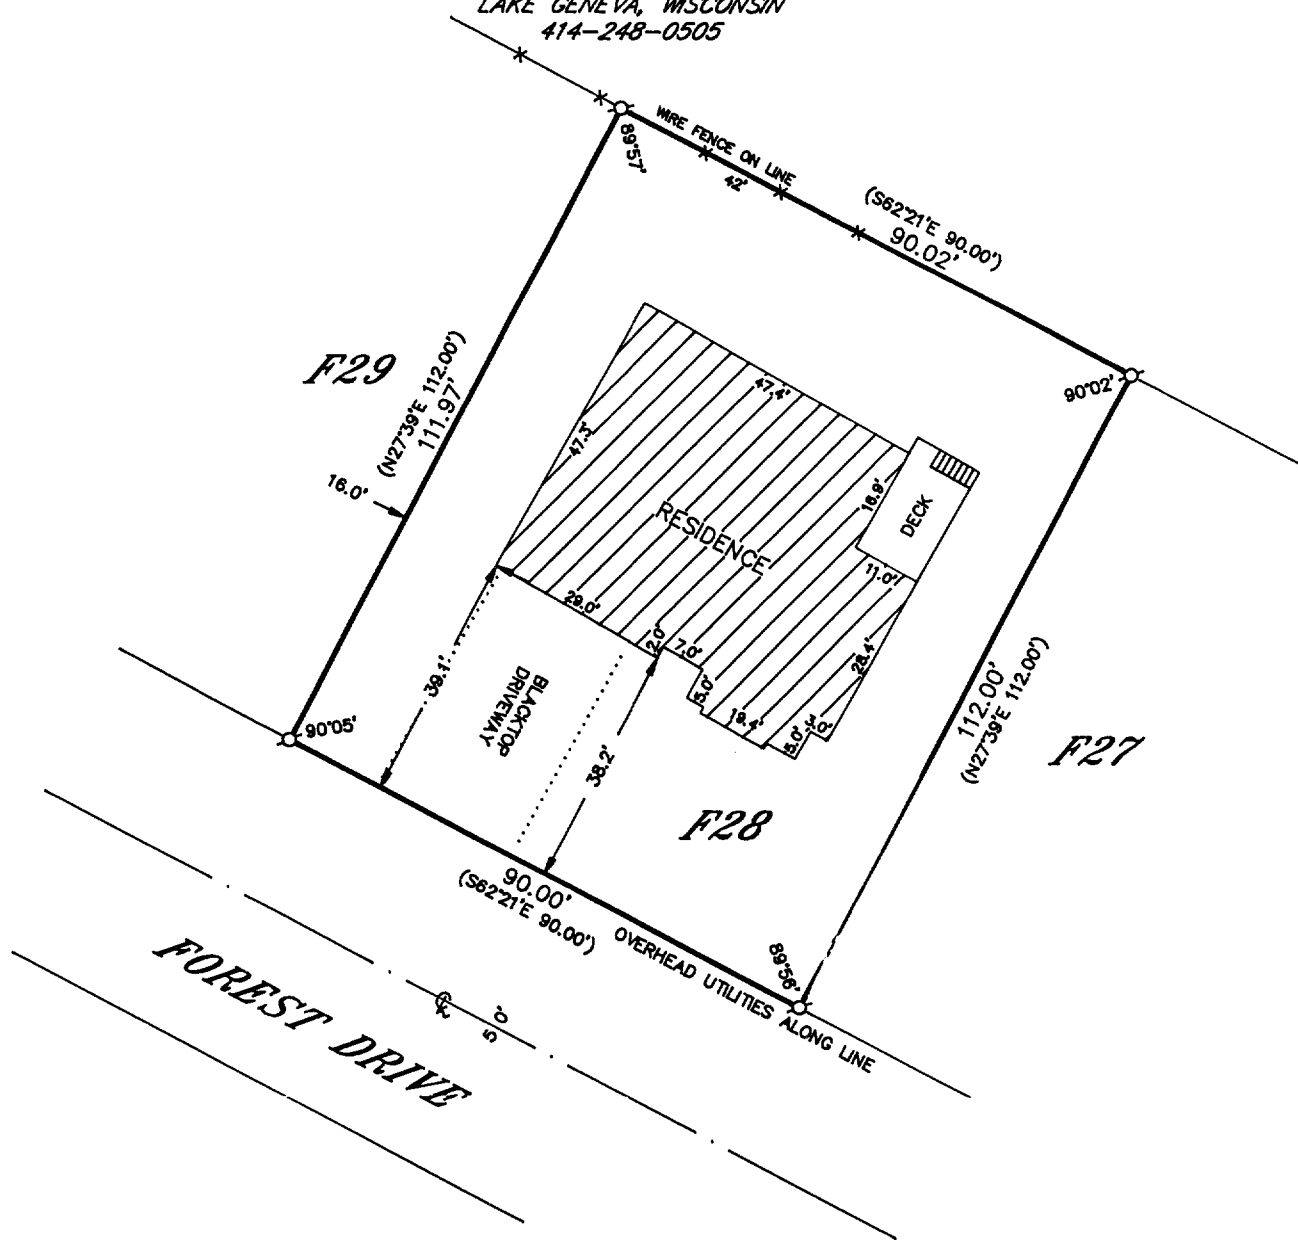 LAKE GENEVA, WISCONSIN
414-248-0505
WIRE FENCE ON LINE
42'
89°57'
(S62°21'E 90.00')
90.02'
90°02'
F29
(N27°39'E 112.00')
111.97'
16.0'
47.4'
47.3'
16.9'
DECK
11.0'
RESIDENCE
29.0'
2.0'
7.0'
5.0'
19.4'
5.0'
3.0'
28.4'
39.1'
BLACKTOP
DRIVEWAY
38.2'
112.00'
(N27°39'E 112.00')
F27
F28
90°05'
90.00'
(S62°21'E 90.00')
89°56'
OVERHEAD UTILITIES ALONG LINE
FOREST DRIVE